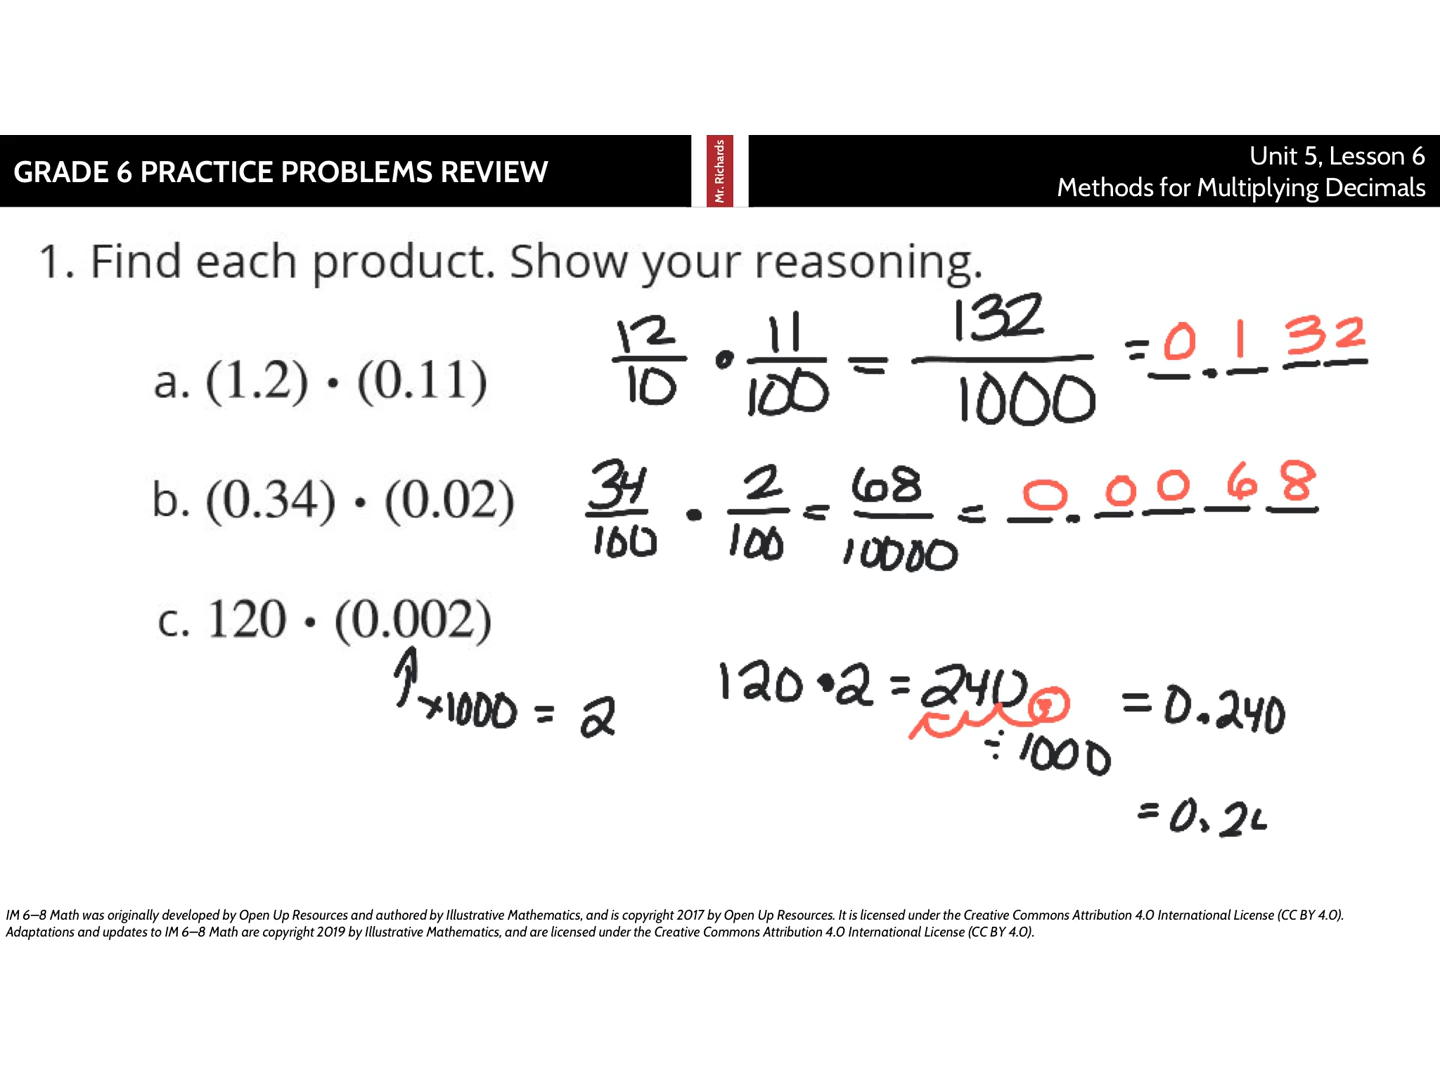 GRADE 6 PRACTICE PROBLEMS REVIEW
Mr. Richards
Unit 5, Lesson 6
Methods for Multiplying Decimals
1. Find each product. Show your reasoning.
a. (1.2) · (0.11)
12/10 · 11/100 = 132/1000 = 0.132
b. (0.34) · (0.02)
34/100 · 2/100 = 68/10000 = 0.0068
c. 120 · (0.002)
×1000 = 2
120 · 2 = 240. = 0.240
÷ 1000
= 0.2
IM 6–8 Math was originally developed by Open Up Resources and authored by Illustrative Mathematics, and is copyright 2017 by Open Up Resources. It is licensed under the Creative Commons Attribution 4.0 International License (CC BY 4.0).
Adaptations and updates to IM 6–8 Math are copyright 2019 by Illustrative Mathematics, and are licensed under the Creative Commons Attribution 4.0 International License (CC BY 4.0).